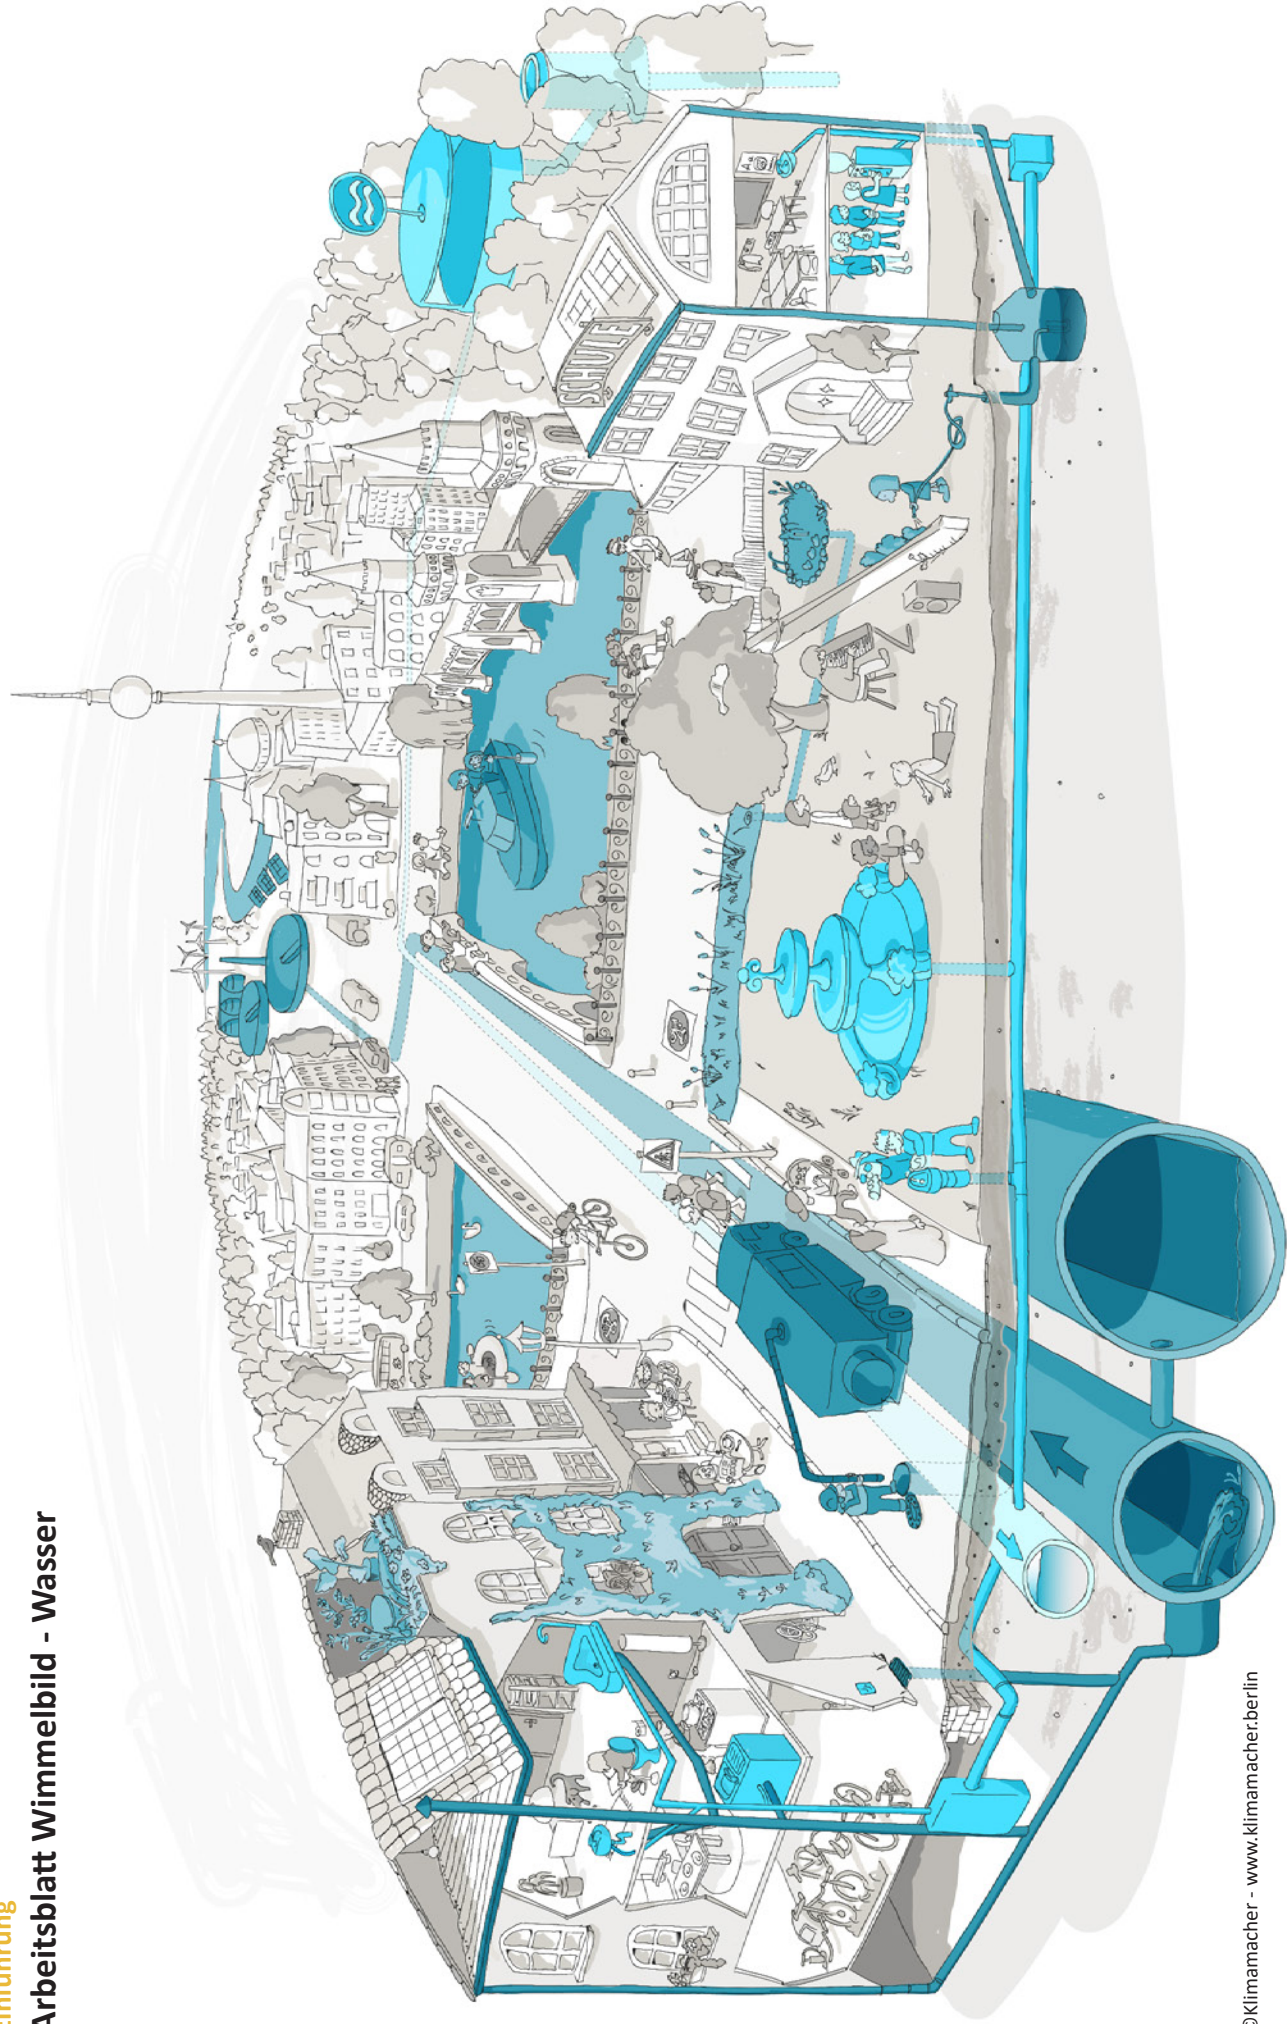 Einführung
Arbeitsblatt Wimmelbild - Wasser
SCHULE
©Klimamacher - www.klimamacher.berlin